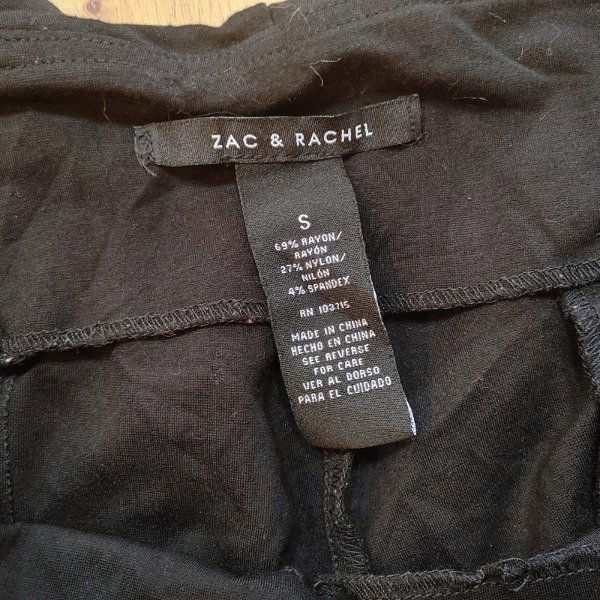 ZAC & RACHEL
S
69% RAYON/
RAYÓN
27% NYLON/
NILÓN
4% SPANDEX
RN 103715
MADE IN CHINA
HECHO EN CHINA
SEE REVERSE
FOR CARE
VER AL DORSO
PARA EL CUIDADO